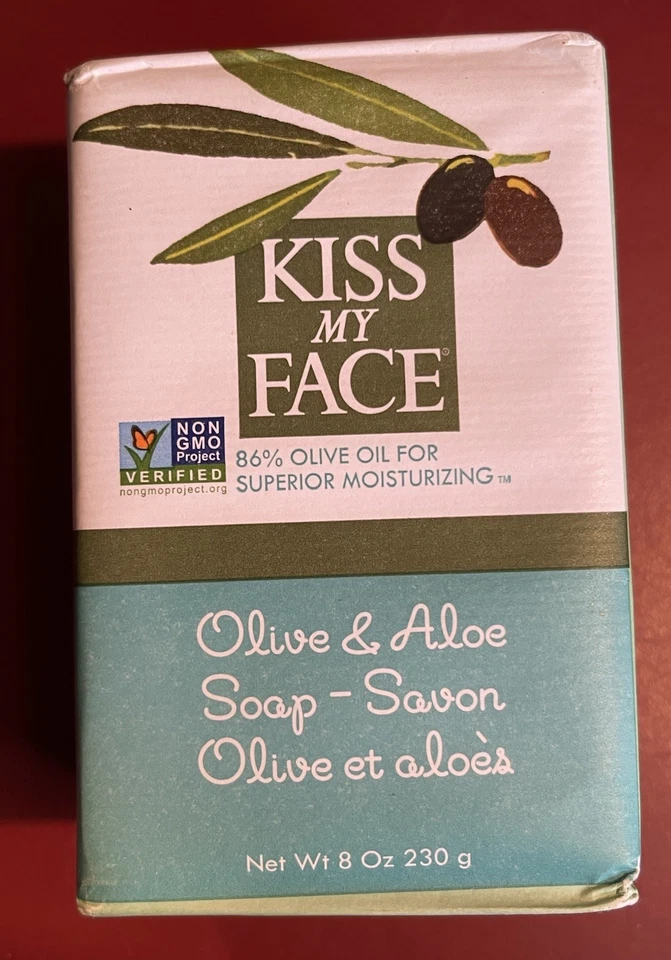 KISS
MY
FACE®
NON
GMO
Project
VERIFIED
nongmoproject.org
86% OLIVE OIL FOR
SUPERIOR MOISTURIZING™
Olive & Aloe
Soap - Savon
Olive et aloès
Net Wt 8 Oz 230 g